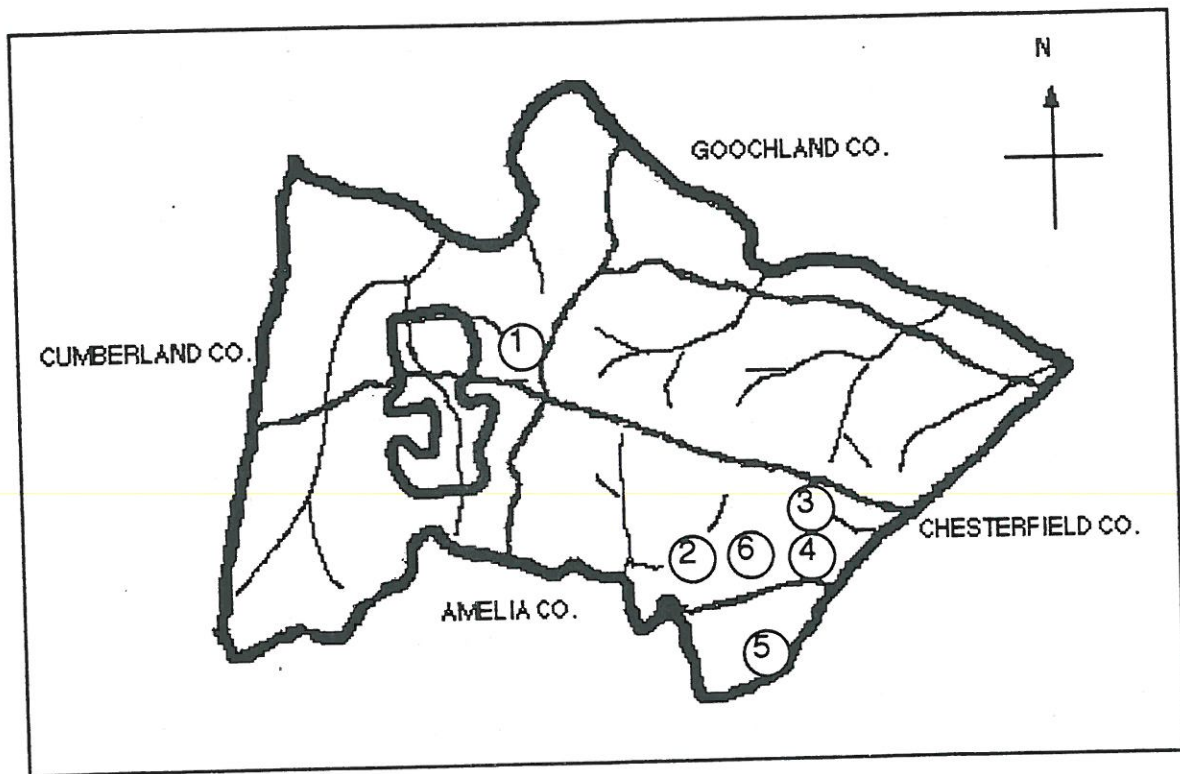 N
GOOCHLAND CO.
CUMBERLAND CO.
1
3
CHESTERFIELD CO.
2
6
4
AMELIA CO.
5